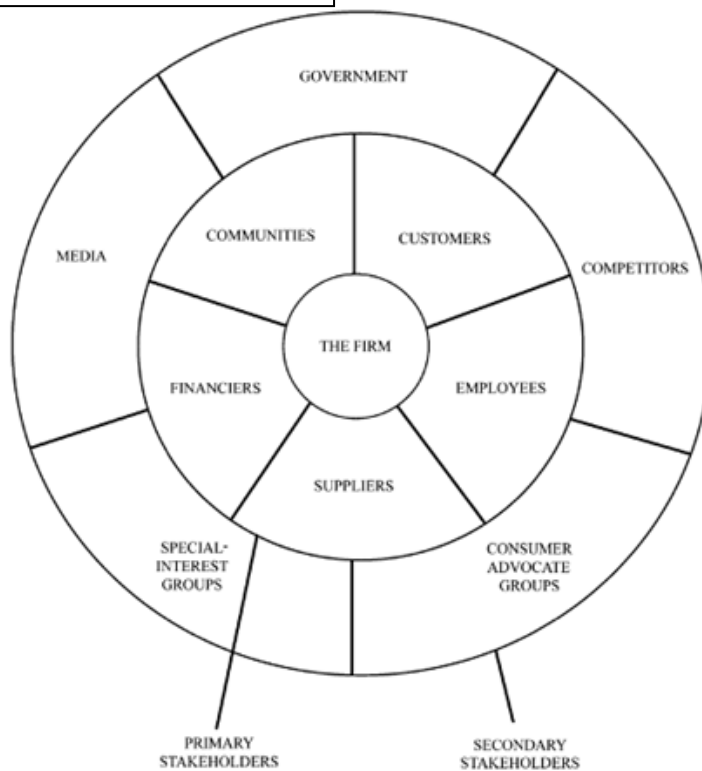 GOVERNMENT
COMMUNITIES
CUSTOMERS
MEDIA
COMPETITORS
THE FIRM
FINANCIERS
EMPLOYEES
SUPPLIERS
SPECIAL-
INTEREST
GROUPS
CONSUMER
ADVOCATE
GROUPS
PRIMARY
STAKEHOLDERS
SECONDARY
STAKEHOLDERS